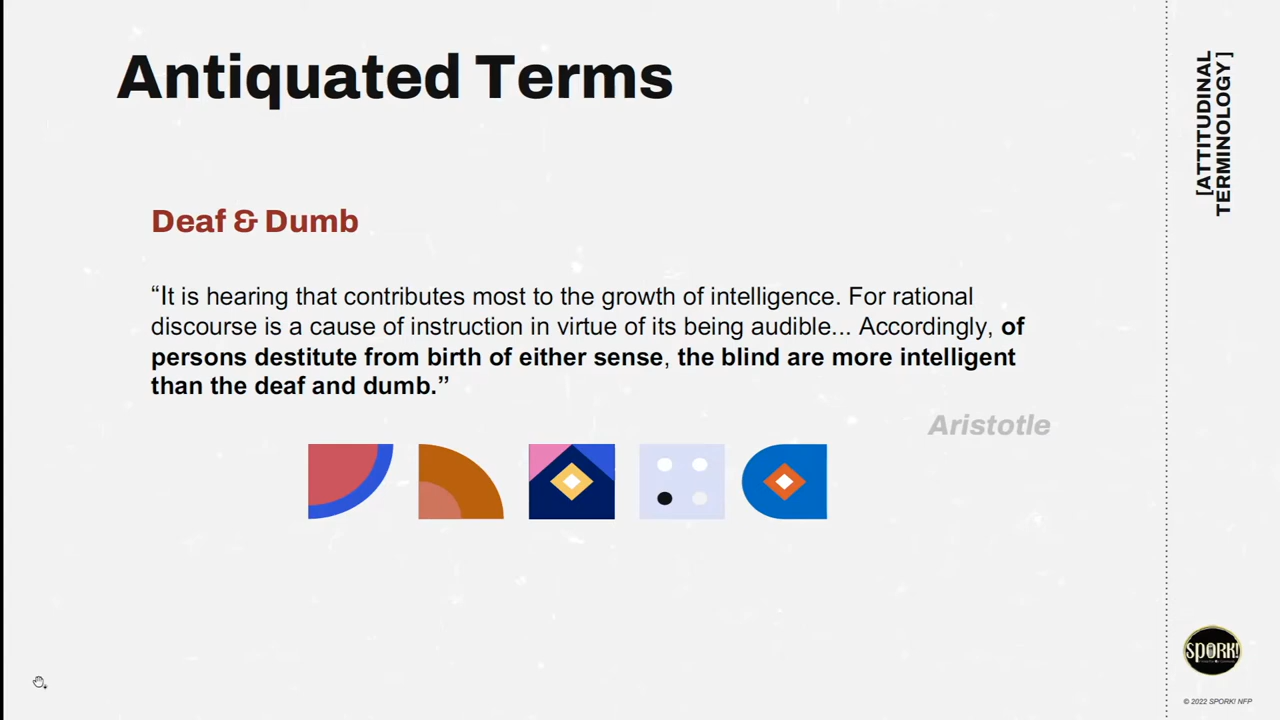 Antiquated Terms
[ATTITUDINAL
TERMINOLOGY]
Deaf & Dumb
“It is hearing that contributes most to the growth of intelligence. For rational
discourse is a cause of instruction in virtue of its being audible... Accordingly, of
persons destitute from birth of either sense, the blind are more intelligent
than the deaf and dumb.”
Aristotle
SPORK!
© 2022 SPORK! NFP